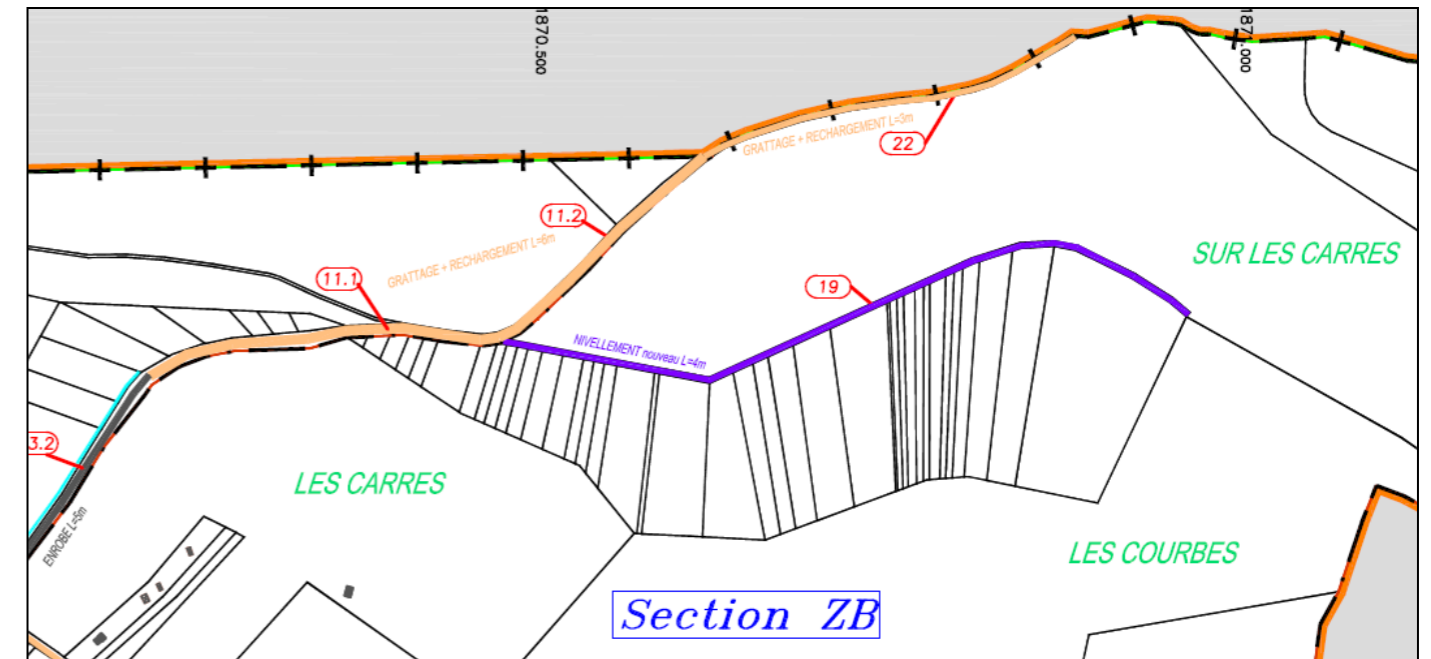 1870.500
1871.000
GRATTAGE + RECHARGEMENT L=3m
22
11.2
GRATTAGE + RECHARGEMENT L=6m
SUR LES CARRES
11.1
19
NIVELLEMENT nouveau L=4m
3.2
LES CARRES
ENROBE L=5m
LES COURBES
Section ZB